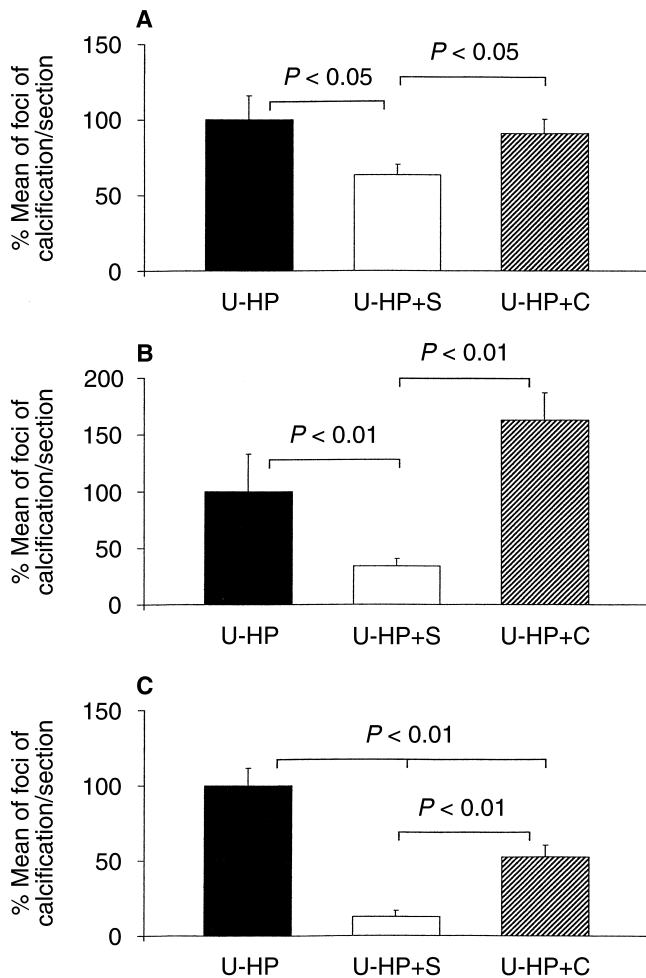 A
% Mean of foci of
calcification/section
150
100
50
0
P < 0.05
P < 0.05
U-HP
U-HP+S
U-HP+C
B
% Mean of foci of
calcification/section
200
150
100
50
0
P < 0.01
P < 0.01
U-HP
U-HP+S
U-HP+C
C
% Mean of foci of
calcification/section
150
100
50
0
P < 0.01
P < 0.01
U-HP
U-HP+S
U-HP+C